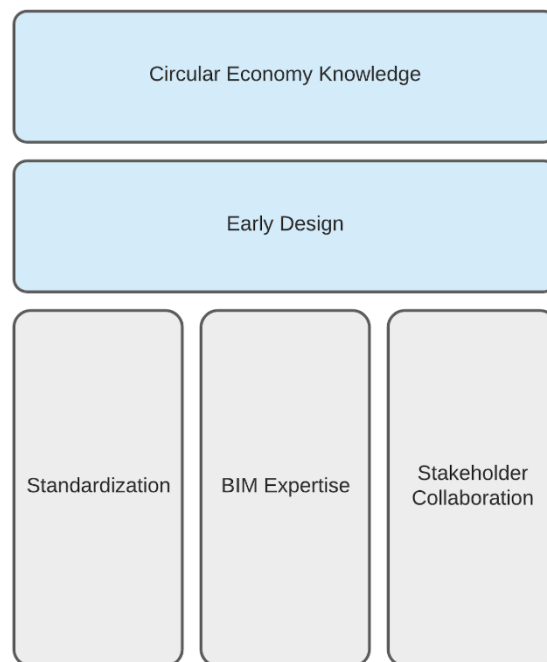 Circular Economy Knowledge
Early Design
Standardization
BIM Expertise
Stakeholder
Collaboration